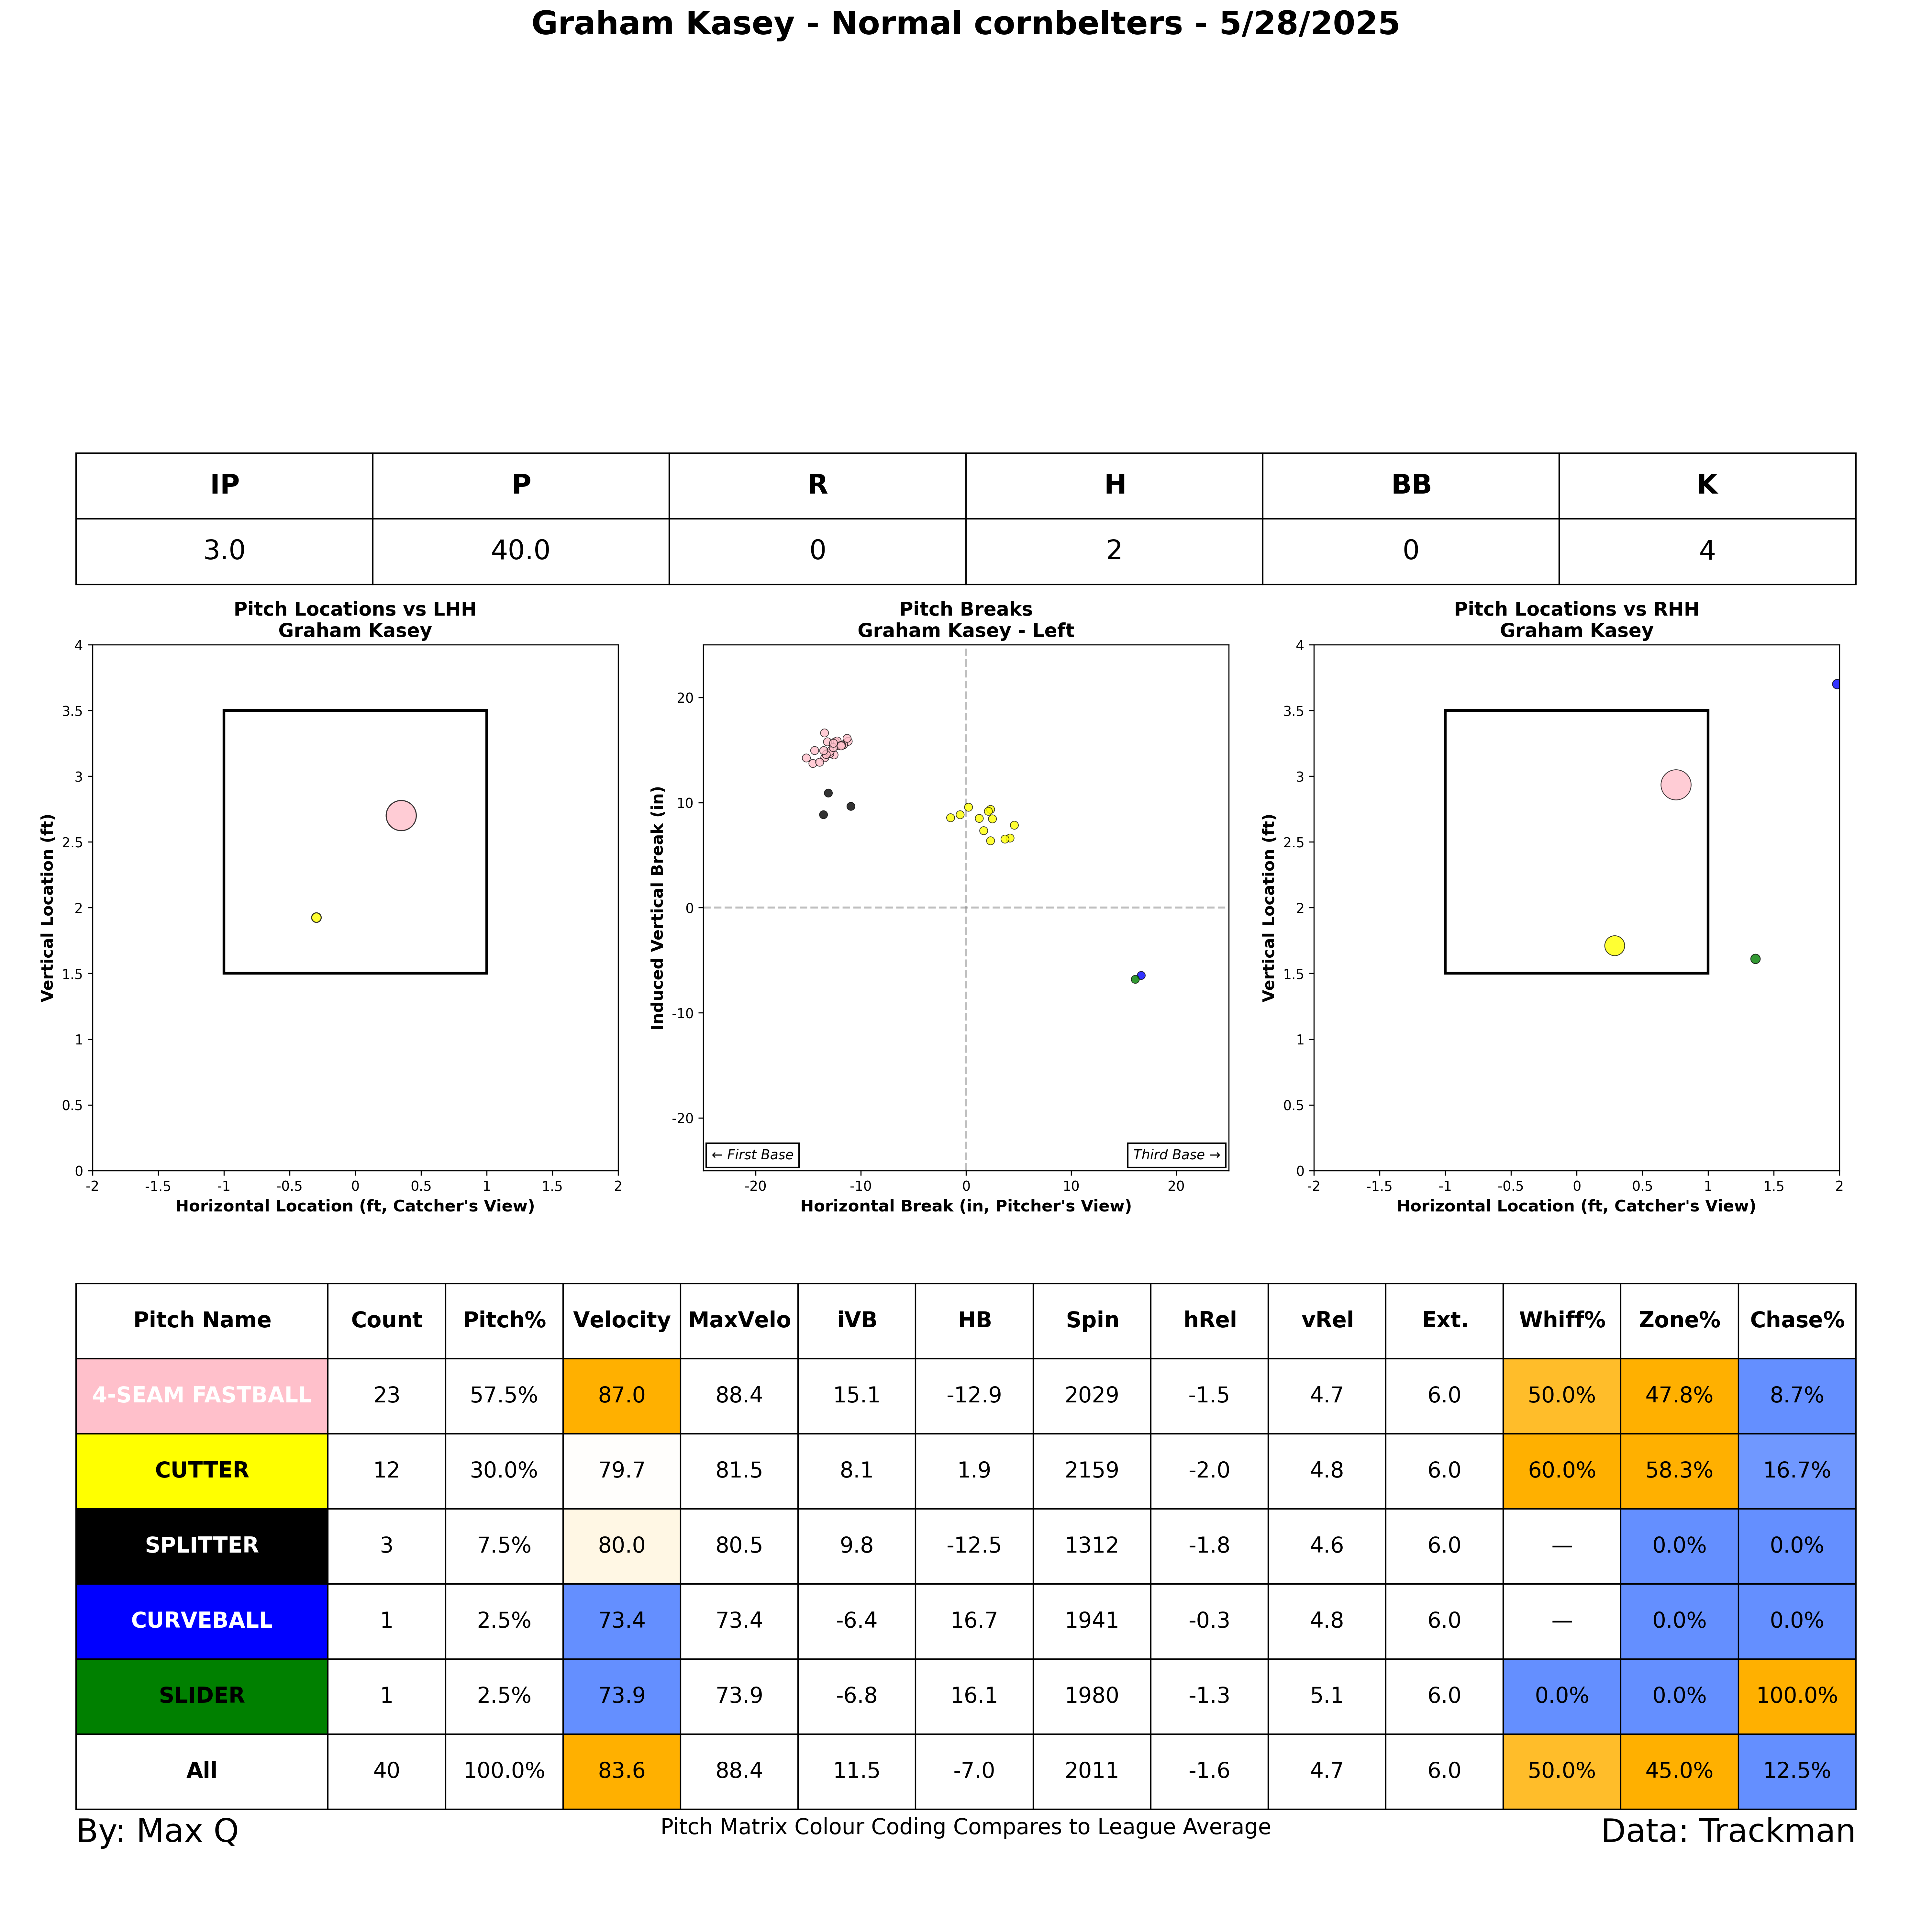 Graham Kasey - Normal cornbelters - 5/28/2025
IP P R H BB K
3.0 40.0 0 2 0 4
Pitch Locations vs LHH
Graham Kasey
4
3.5
3
2.5
2
1.5
1
0.5
0
-2 -1.5 -1 -0.5 0 0.5 1 1.5 2
Vertical Location (ft)
Horizontal Location (ft, Catcher's View)
Pitch Breaks
Graham Kasey - Left
20
10
0
-10
-20
-20 -10 0 10 20
Induced Vertical Break (in)
← First Base
Third Base →
Horizontal Break (in, Pitcher's View)
Pitch Locations vs RHH
Graham Kasey
4
3.5
3
2.5
2
1.5
1
0.5
0
-2 -1.5 -1 -0.5 0 0.5 1 1.5 2
Vertical Location (ft)
Horizontal Location (ft, Catcher's View)
Pitch Name Count Pitch% Velocity MaxVelo iVB HB Spin hRel vRel Ext. Whiff% Zone% Chase%
4-SEAM FASTBALL 23 57.5% 87.0 88.4 15.1 -12.9 2029 -1.5 4.7 6.0 50.0% 47.8% 8.7%
CUTTER 12 30.0% 79.7 81.5 8.1 1.9 2159 -2.0 4.8 6.0 60.0% 58.3% 16.7%
SPLITTER 3 7.5% 80.0 80.5 9.8 -12.5 1312 -1.8 4.6 6.0 — 0.0% 0.0%
CURVEBALL 1 2.5% 73.4 73.4 -6.4 16.7 1941 -0.3 4.8 6.0 — 0.0% 0.0%
SLIDER 1 2.5% 73.9 73.9 -6.8 16.1 1980 -1.3 5.1 6.0 0.0% 0.0% 100.0%
All 40 100.0% 83.6 88.4 11.5 -7.0 2011 -1.6 4.7 6.0 50.0% 45.0% 12.5%
By: Max Q
Pitch Matrix Colour Coding Compares to League Average
Data: Trackman